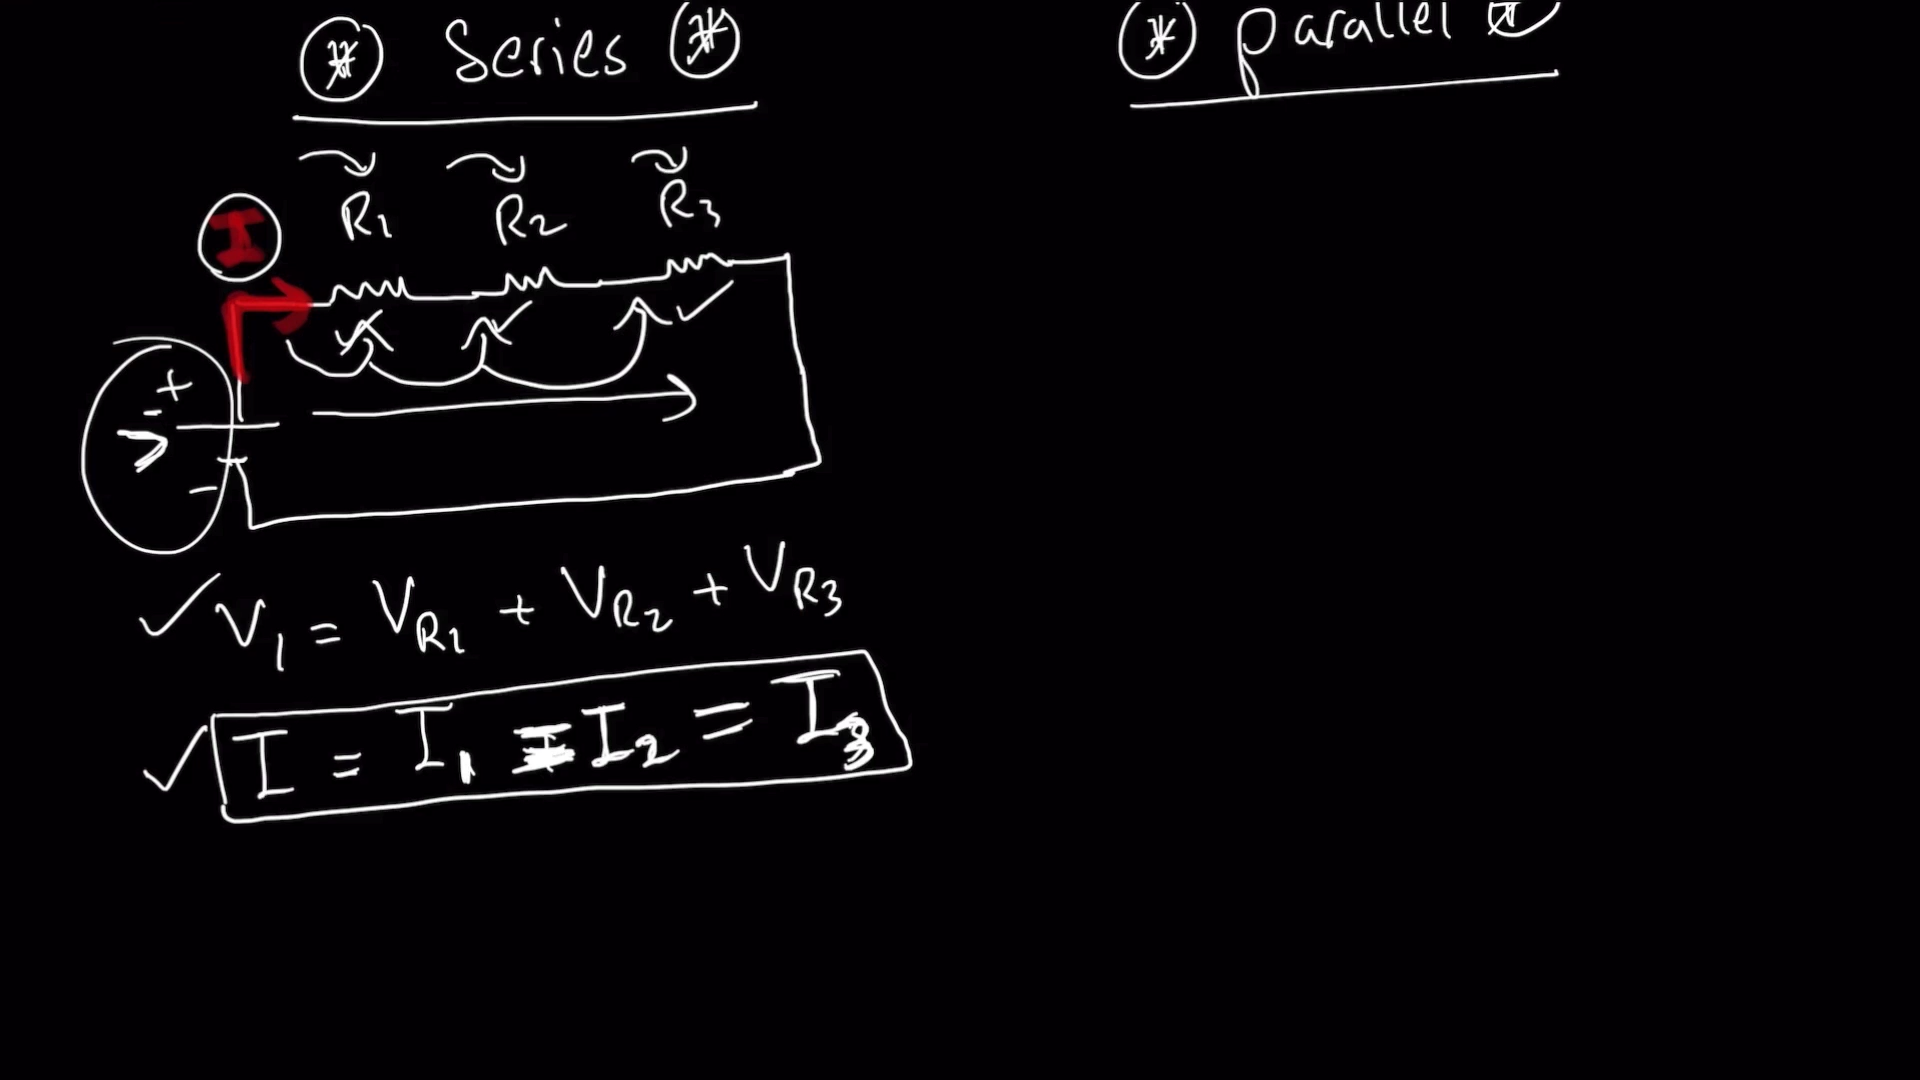 * Series *
* parallel *
R1 R2 R3
I
+
V
-
V1 = VR1 + VR2 + VR3
I = I1 = I2 = I3